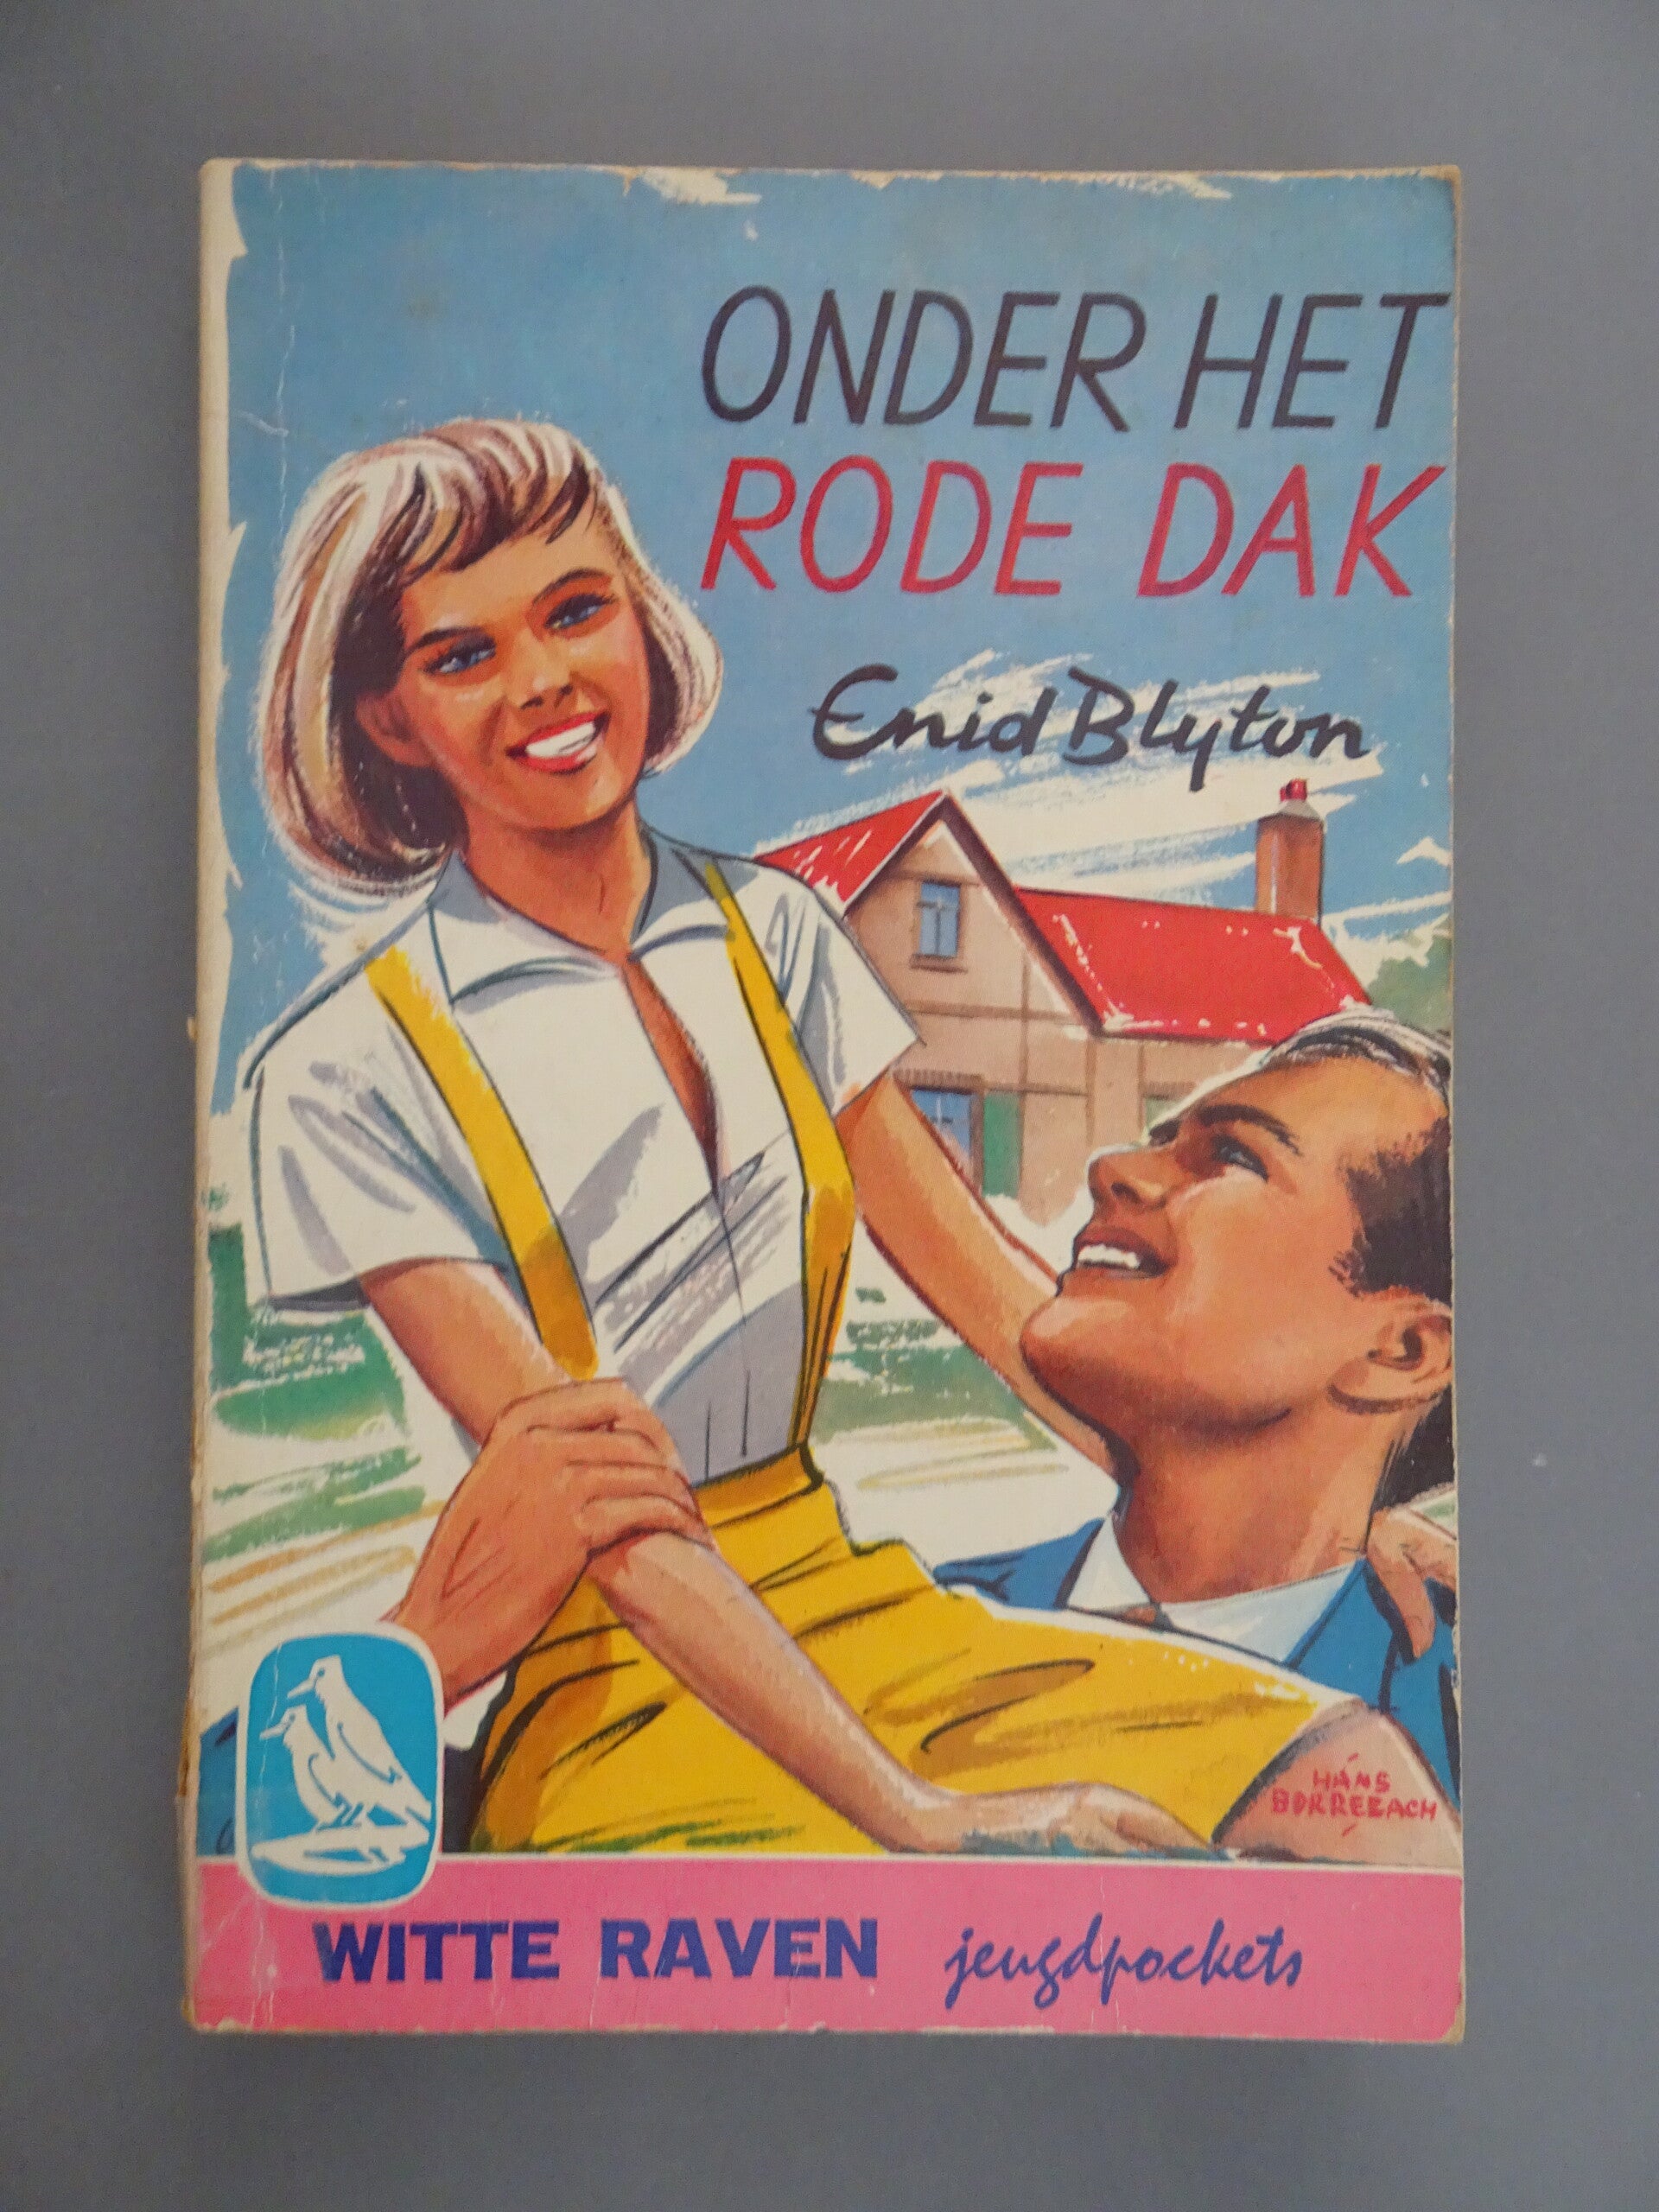 ONDER HET
RODE DAK
Enid Blyton
HANS
BORREBACH
WITTE RAVEN jeugdpockets